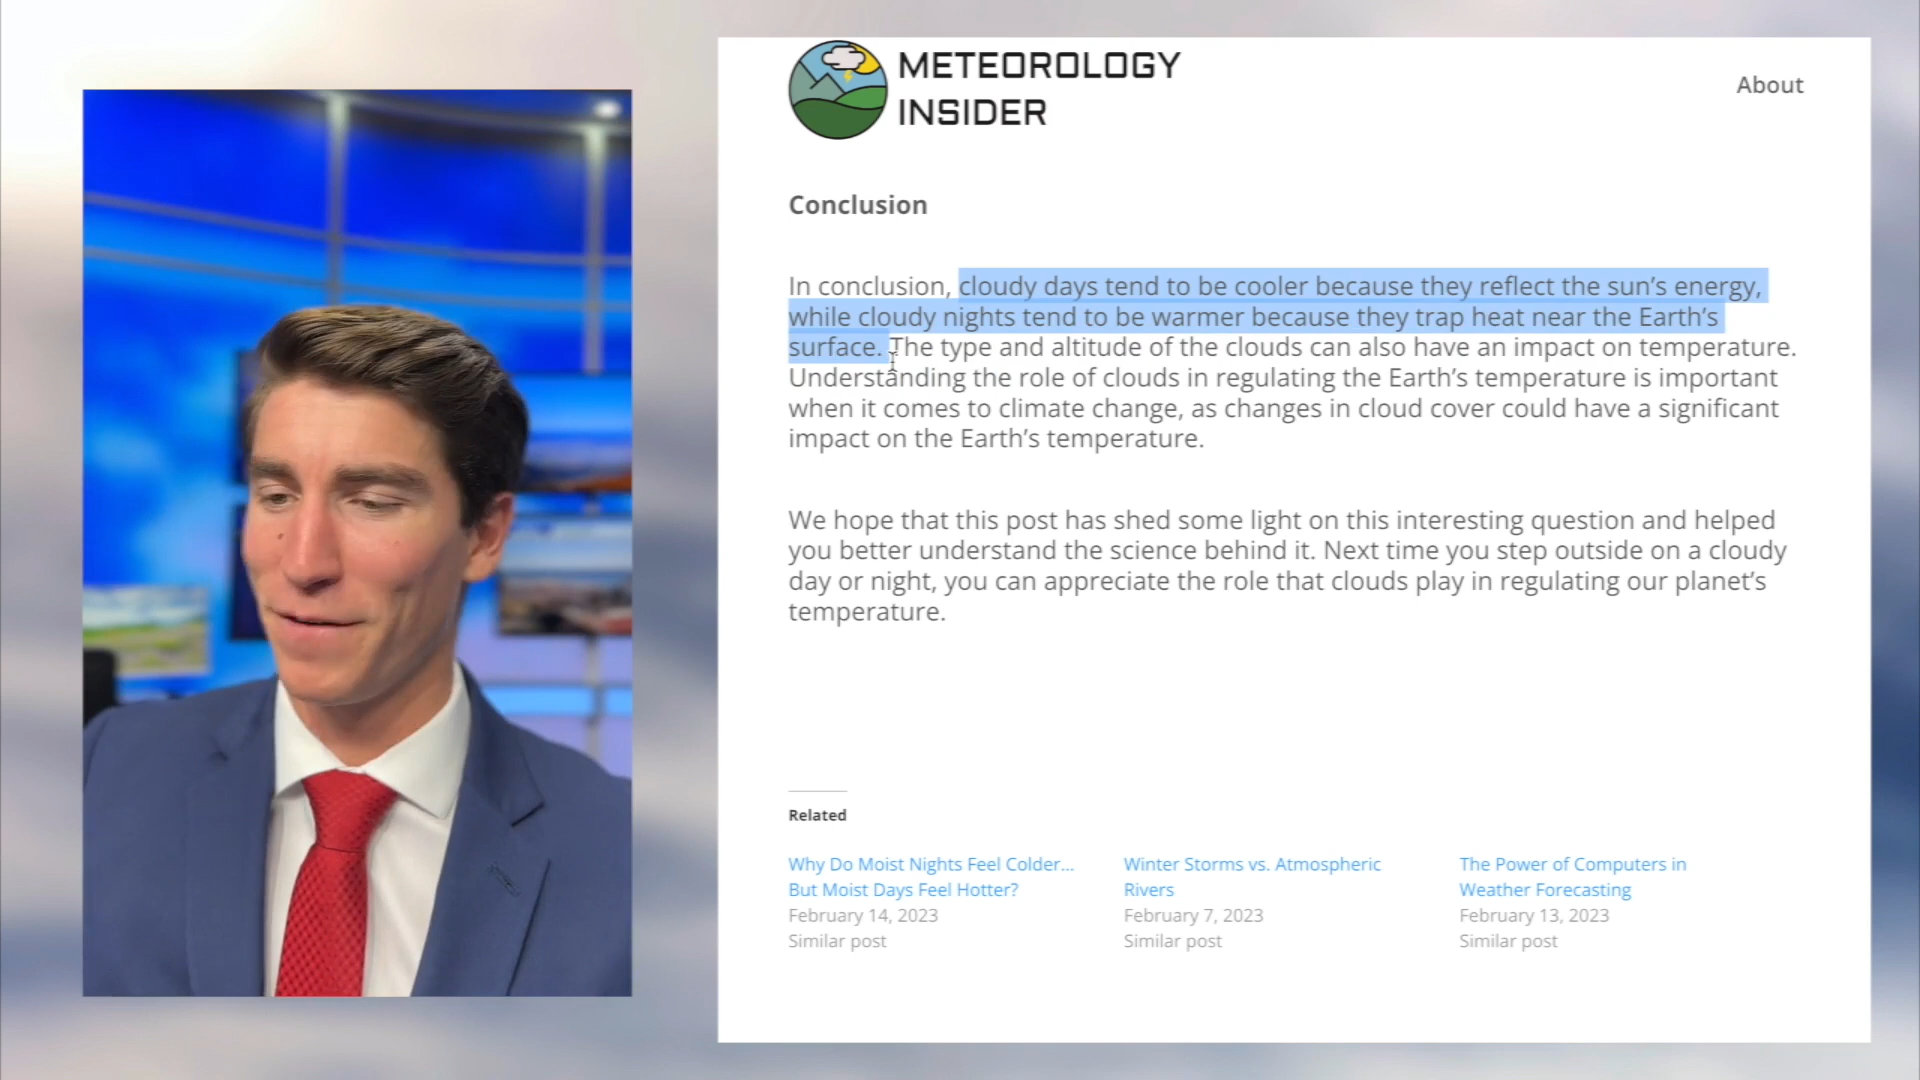 METEOROLOGY
INSIDER
About
Conclusion
In conclusion, cloudy days tend to be cooler because they reflect the sun’s energy,
while cloudy nights tend to be warmer because they trap heat near the Earth’s
surface. The type and altitude of the clouds can also have an impact on temperature.
Understanding the role of clouds in regulating the Earth’s temperature is important
when it comes to climate change, as changes in cloud cover could have a significant
impact on the Earth’s temperature.
We hope that this post has shed some light on this interesting question and helped
you better understand the science behind it. Next time you step outside on a cloudy
day or night, you can appreciate the role that clouds play in regulating our planet’s
temperature.
Related
Why Do Moist Nights Feel Colder…
But Moist Days Feel Hotter?
February 14, 2023
Similar post
Winter Storms vs. Atmospheric
Rivers
February 7, 2023
Similar post
The Power of Computers in
Weather Forecasting
February 13, 2023
Similar post